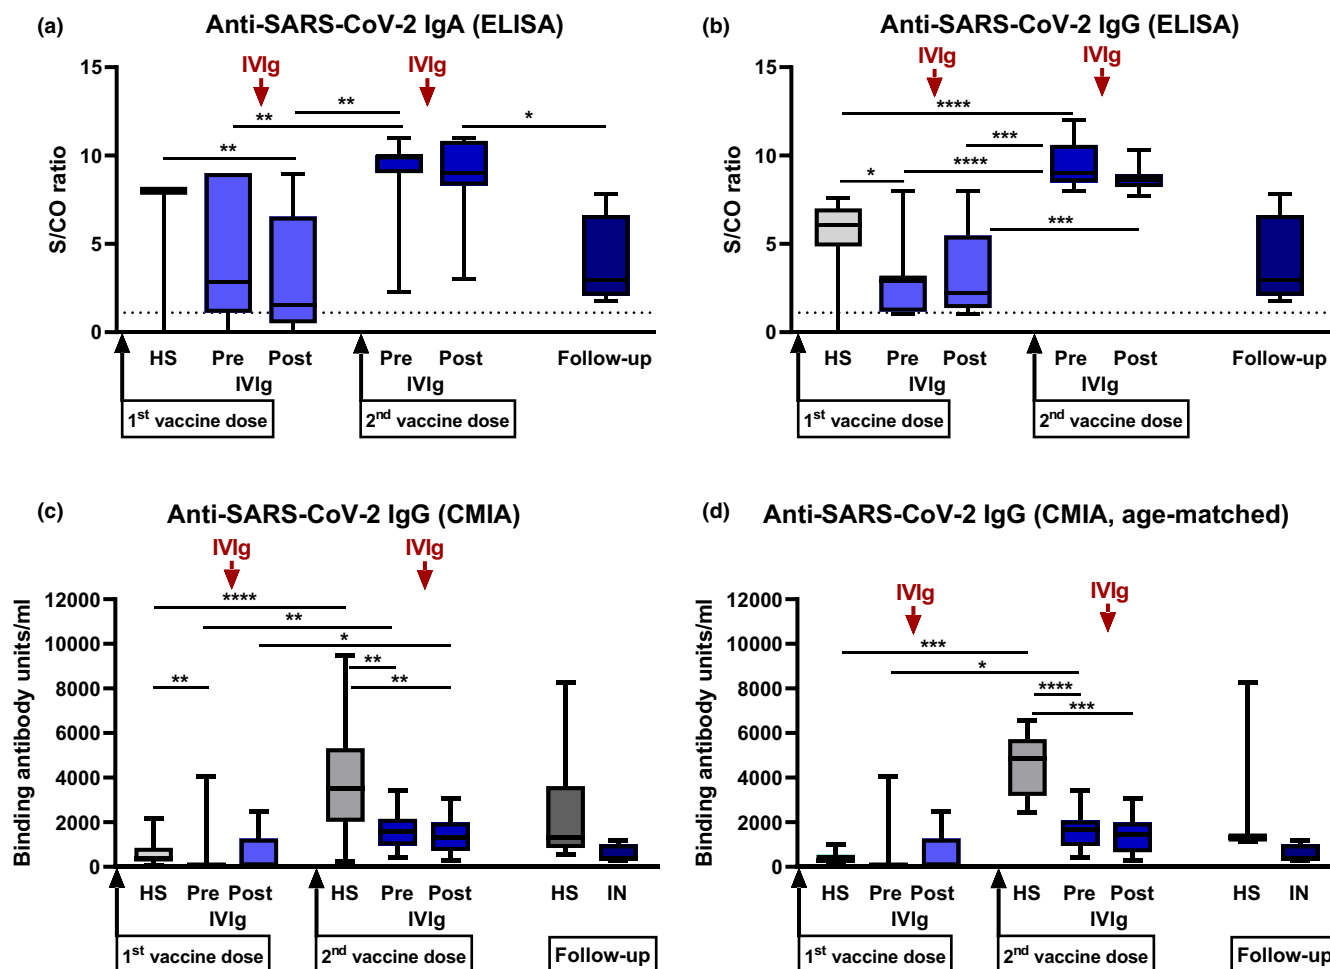 (a) Anti-SARS-CoV-2 IgA (ELISA)
IVIg IVIg
15
10
5
0
S/CO ratio
** ** ** *
HS Pre Post Pre Post Follow-up
IVIg IVIg
1st vaccine dose 2nd vaccine dose
(b) Anti-SARS-CoV-2 IgG (ELISA)
IVIg IVIg
15
10
5
0
S/CO ratio
****
***
****
*
***
HS Pre Post Pre Post Follow-up
IVIg IVIg
1st vaccine dose 2nd vaccine dose
(c) Anti-SARS-CoV-2 IgG (CMIA)
IVIg IVIg
12000
10000
8000
6000
4000
2000
0
Binding antibody units/ml
****
**
*
**
**
**
HS Pre Post HS Pre Post HS IN
IVIg IVIg
1st vaccine dose 2nd vaccine dose Follow-up
(d) Anti-SARS-CoV-2 IgG (CMIA, age-matched)
IVIg IVIg
12000
10000
8000
6000
4000
2000
0
Binding antibody units/ml
***
*
****
***
HS Pre Post HS Pre Post HS IN
IVIg IVIg
1st vaccine dose 2nd vaccine dose Follow-up